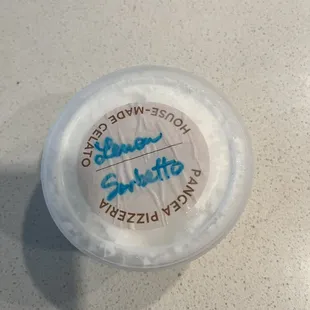 HOUSE-MADE GELATO
Lemon
Sorbetto
PANGEA PIZZERIA